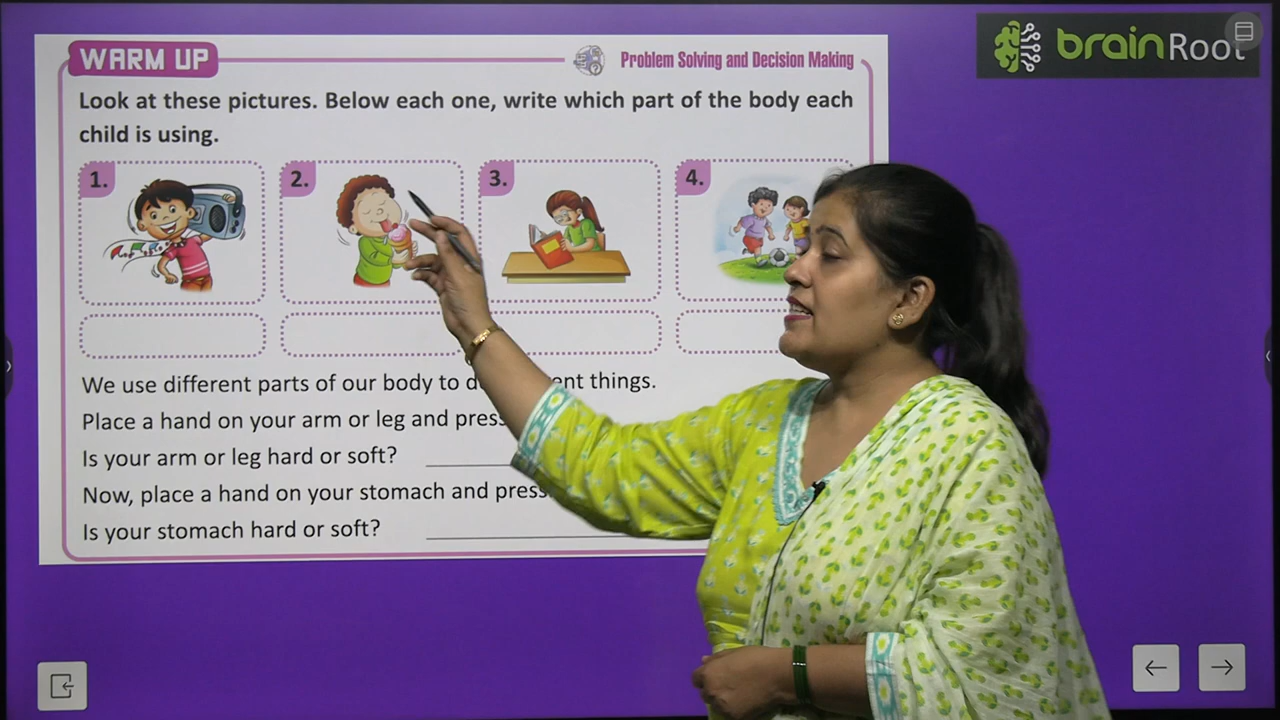 WARM UP
Problem Solving and Decision Making
brainRoot
Look at these pictures. Below each one, write which part of the body each
child is using.
1.
2.
3.
4.
We use different parts of our body to d ent things.
Place a hand on your arm or leg and press
Is your arm or leg hard or soft?
Now, place a hand on your stomach and press
Is your stomach hard or soft?